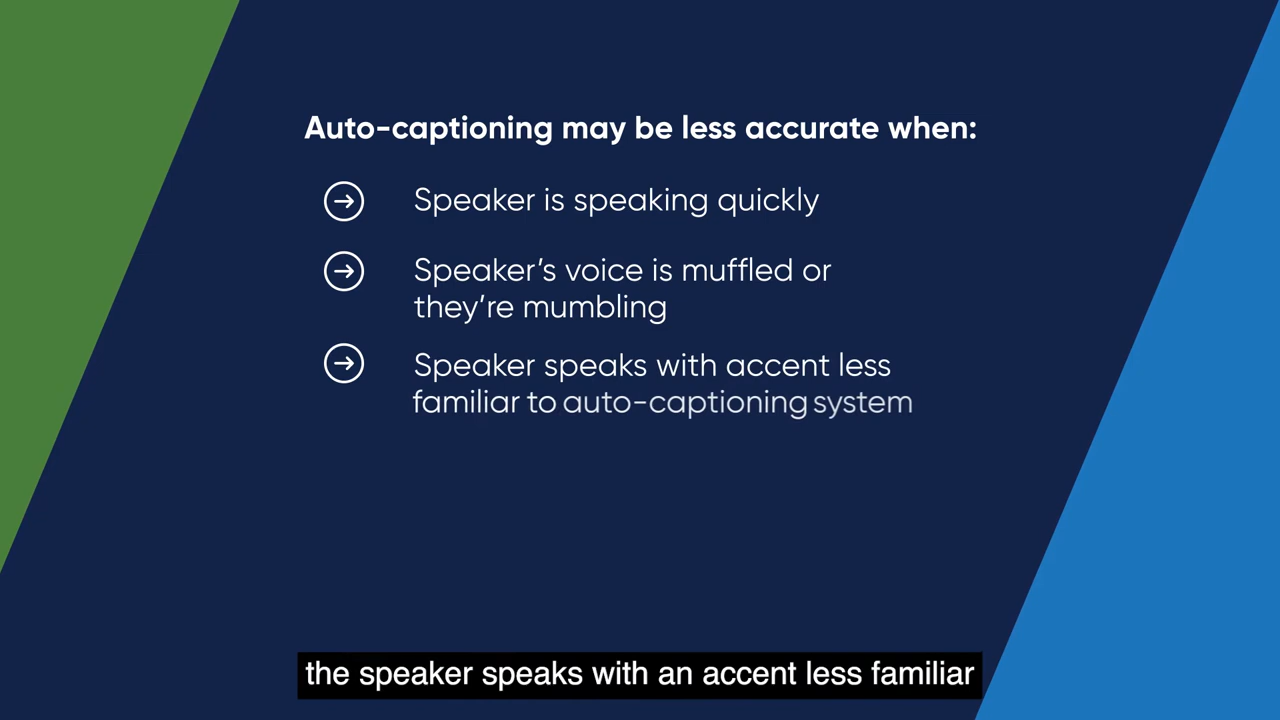 Auto-captioning may be less accurate when:
Speaker is speaking quickly
Speaker’s voice is muffled or
they’re mumbling
Speaker speaks with accent less
familiar to auto-captioning system
the speaker speaks with an accent less familiar